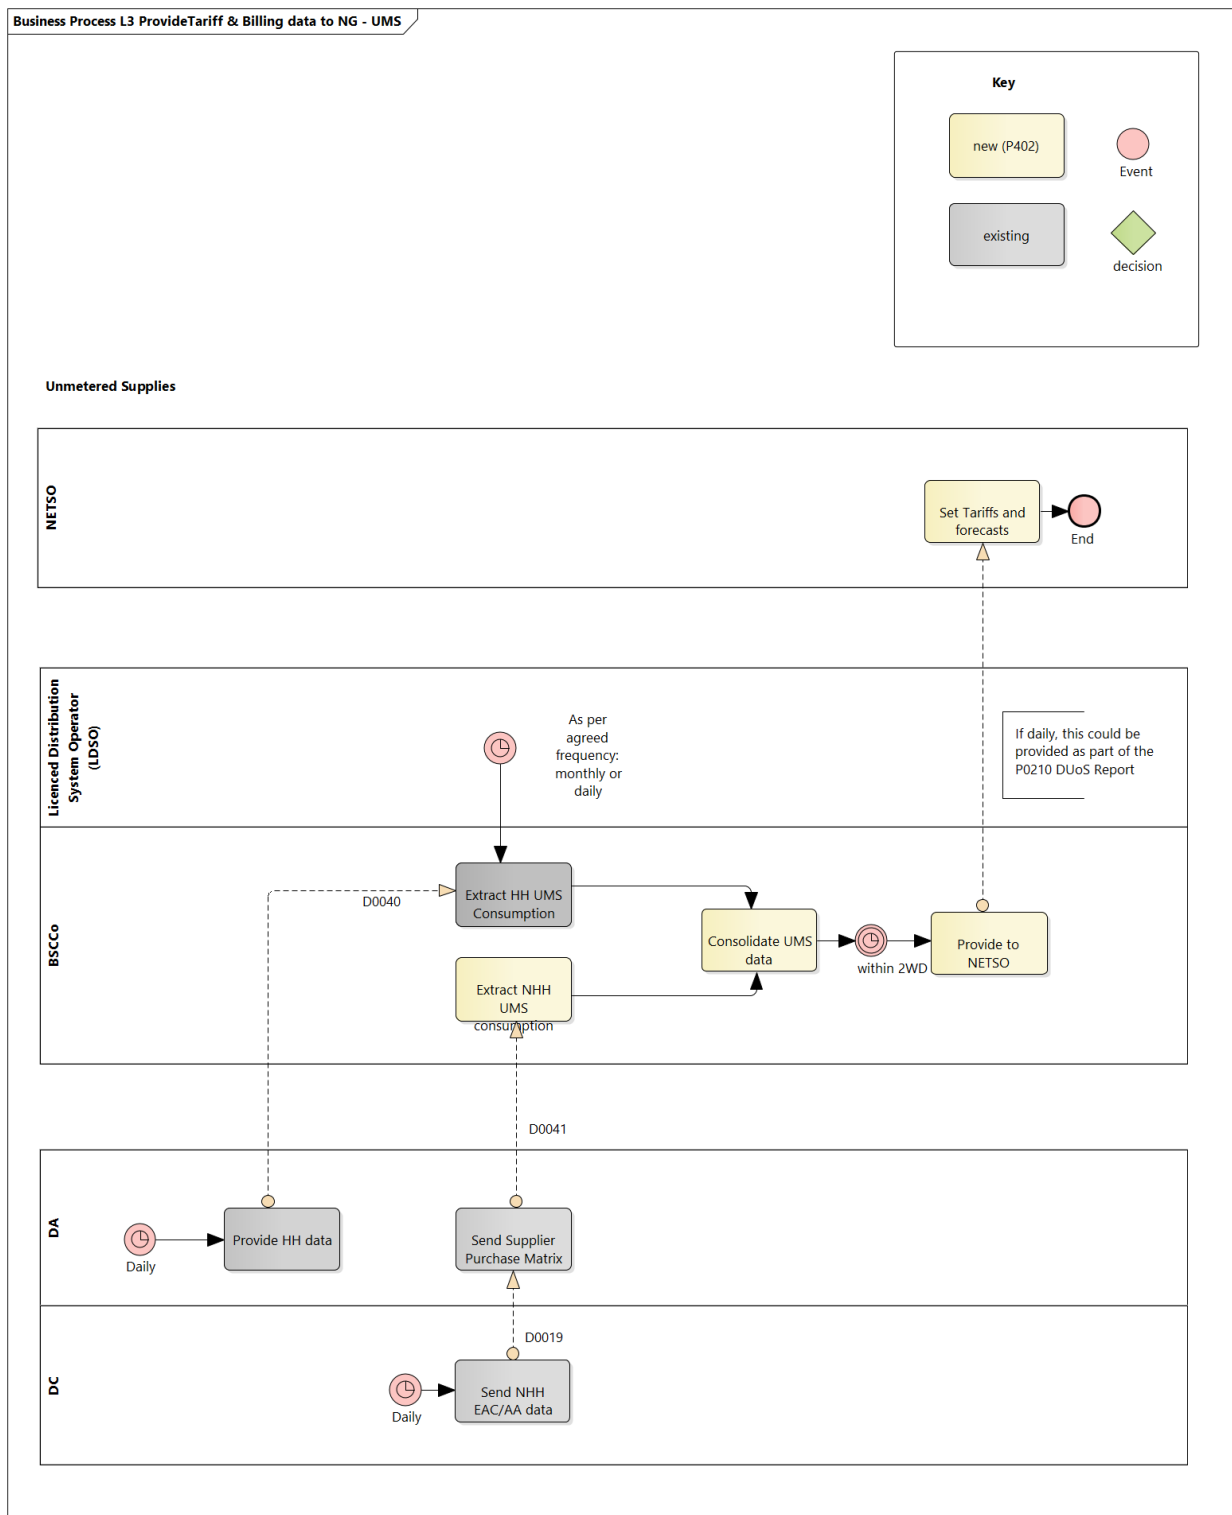 Business Process L3 ProvideTariff & Billing data to NG - UMS
Key
new (P402)
Event
existing
decision
Unmetered Supplies
NETSO
Set Tariffs and
forecasts
End
Licenced Distribution
System Operator
(LDSO)
As per
agreed
frequency:
monthly or
daily
If daily, this could be
provided as part of the
P0210 DUoS Report
BSCCo
Extract HH UMS
Consumption
D0040
Consolidate UMS
data
within 2WD
Provide to
NETSO
Extract NHH
UMS
consumption
D0041
DA
Daily
Provide HH data
Send Supplier
Purchase Matrix
D0019
DC
Daily
Send NHH
EAC/AA data